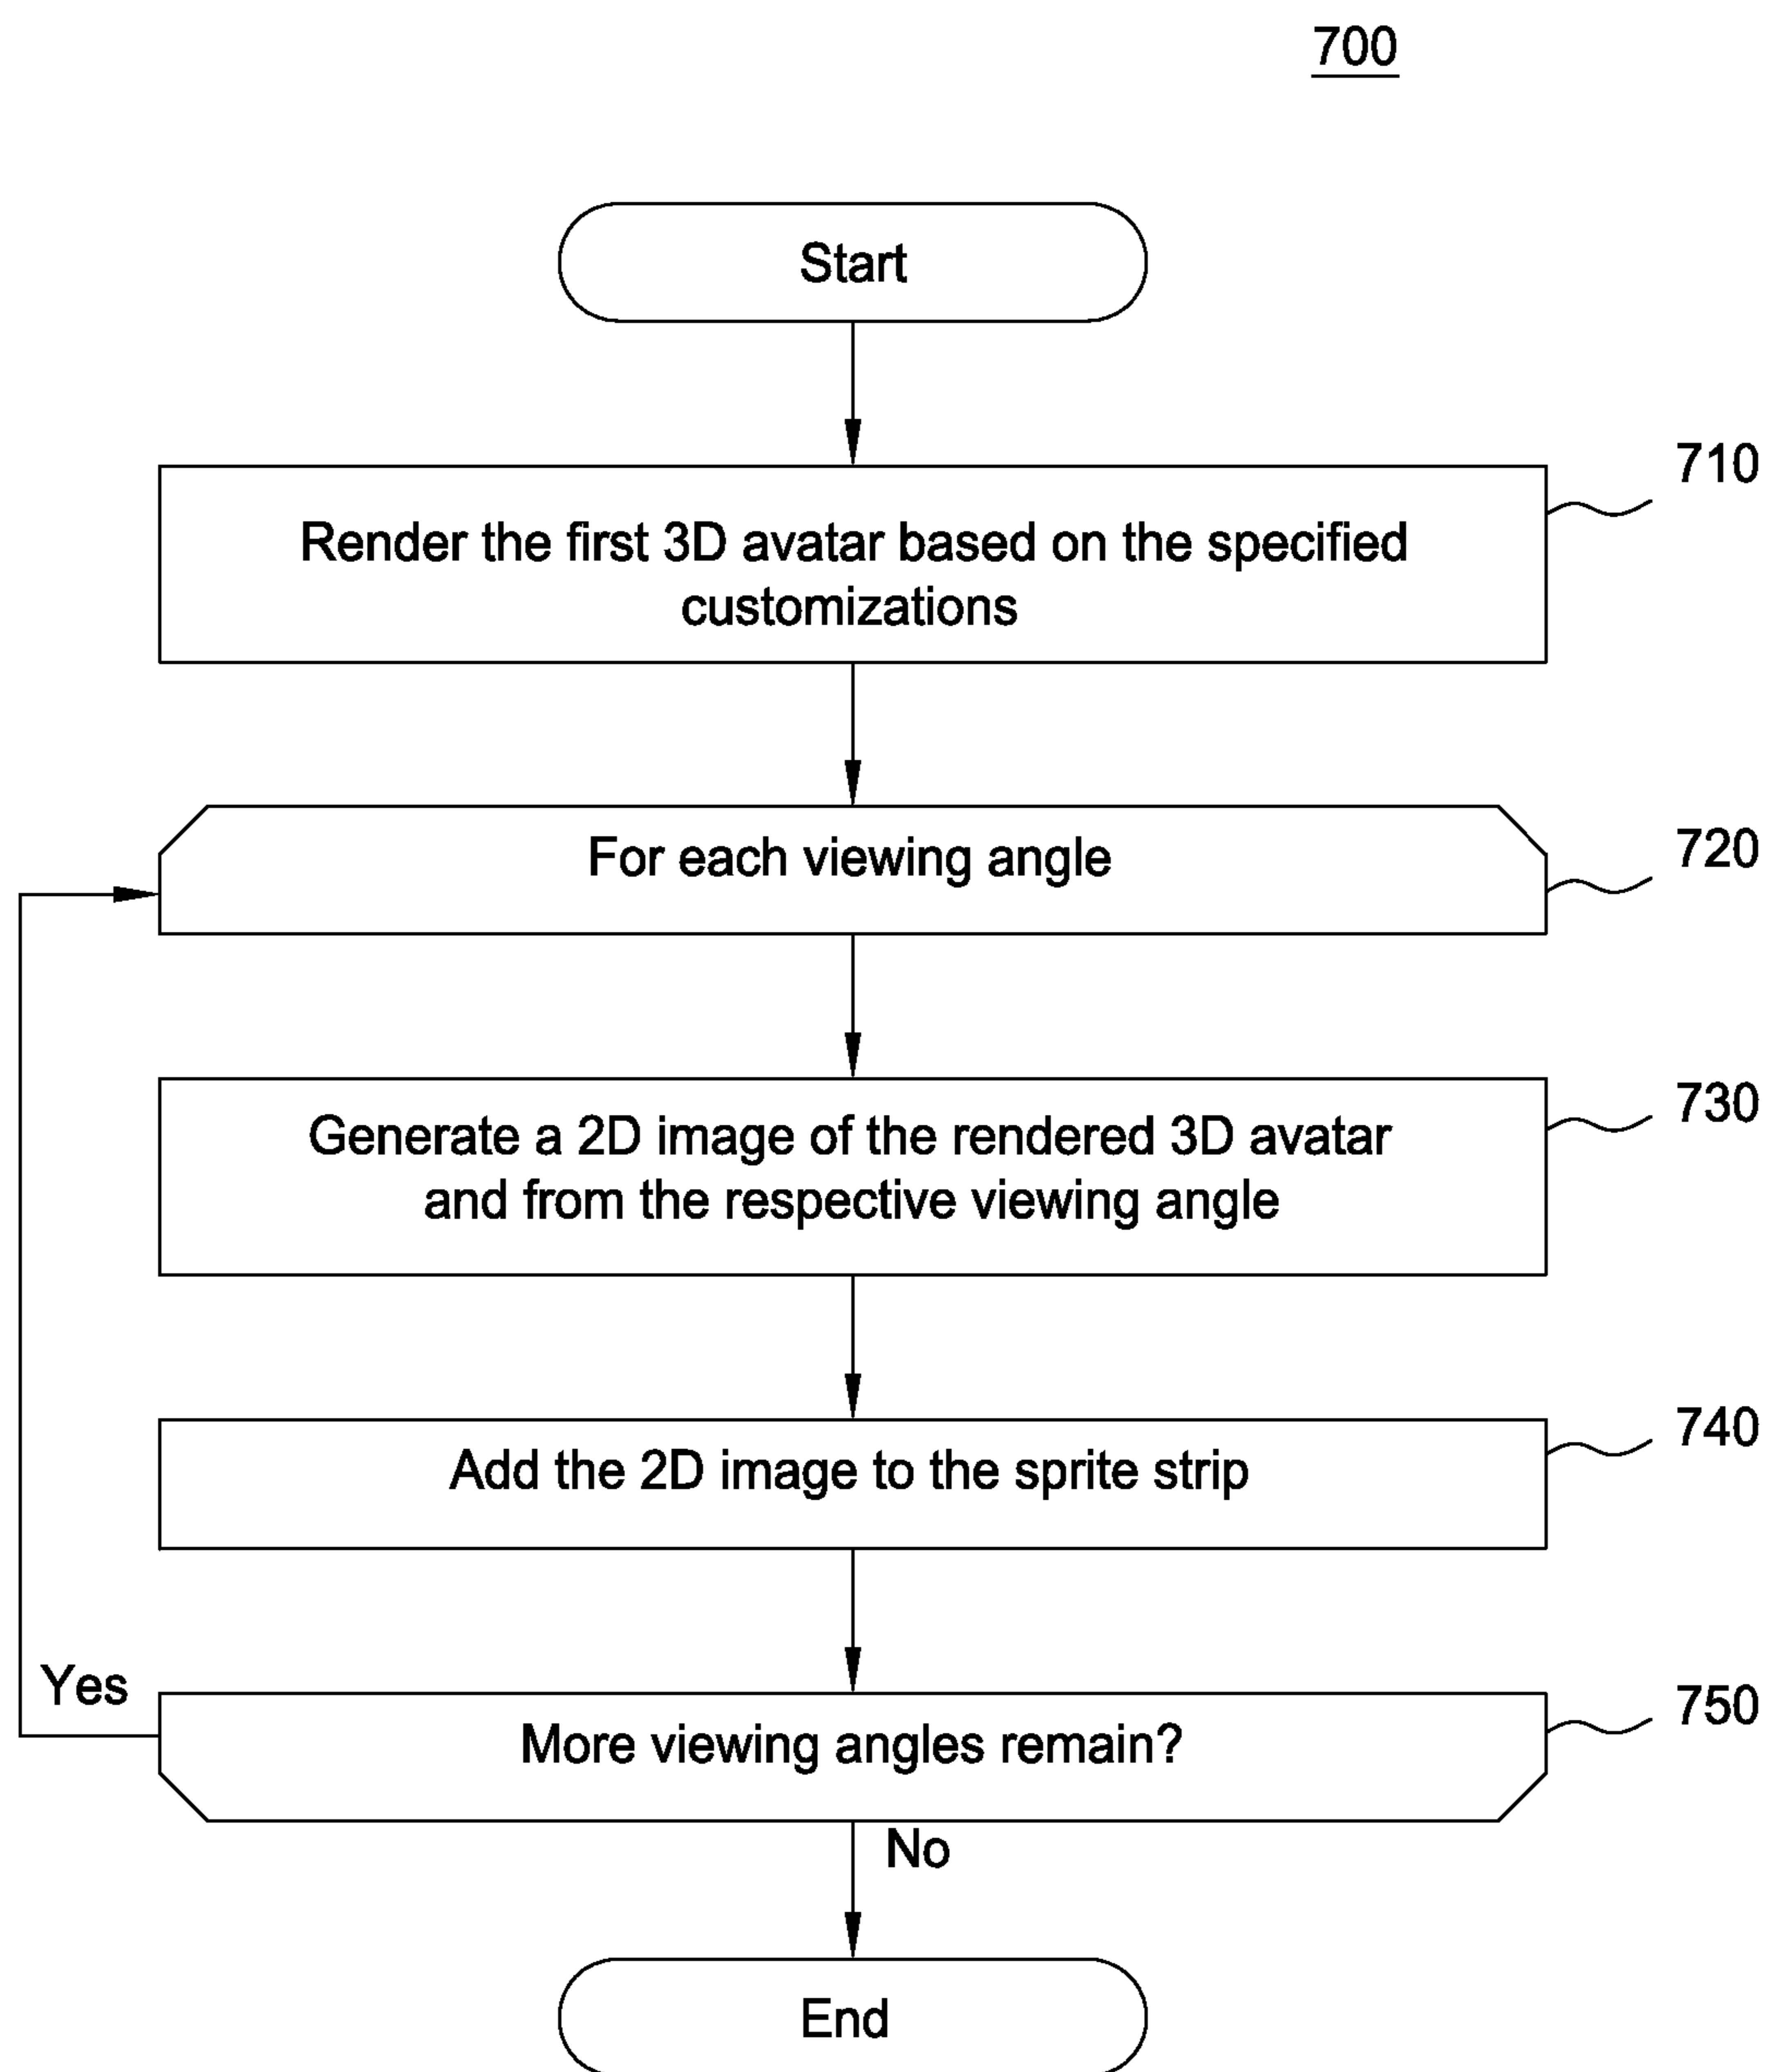 700
Start
710
Render the first 3D avatar based on the specified
customizations
720
For each viewing angle
730
Generate a 2D image of the rendered 3D avatar
and from the respective viewing angle
740
Add the 2D image to the sprite strip
750
Yes
More viewing angles remain?
No
End